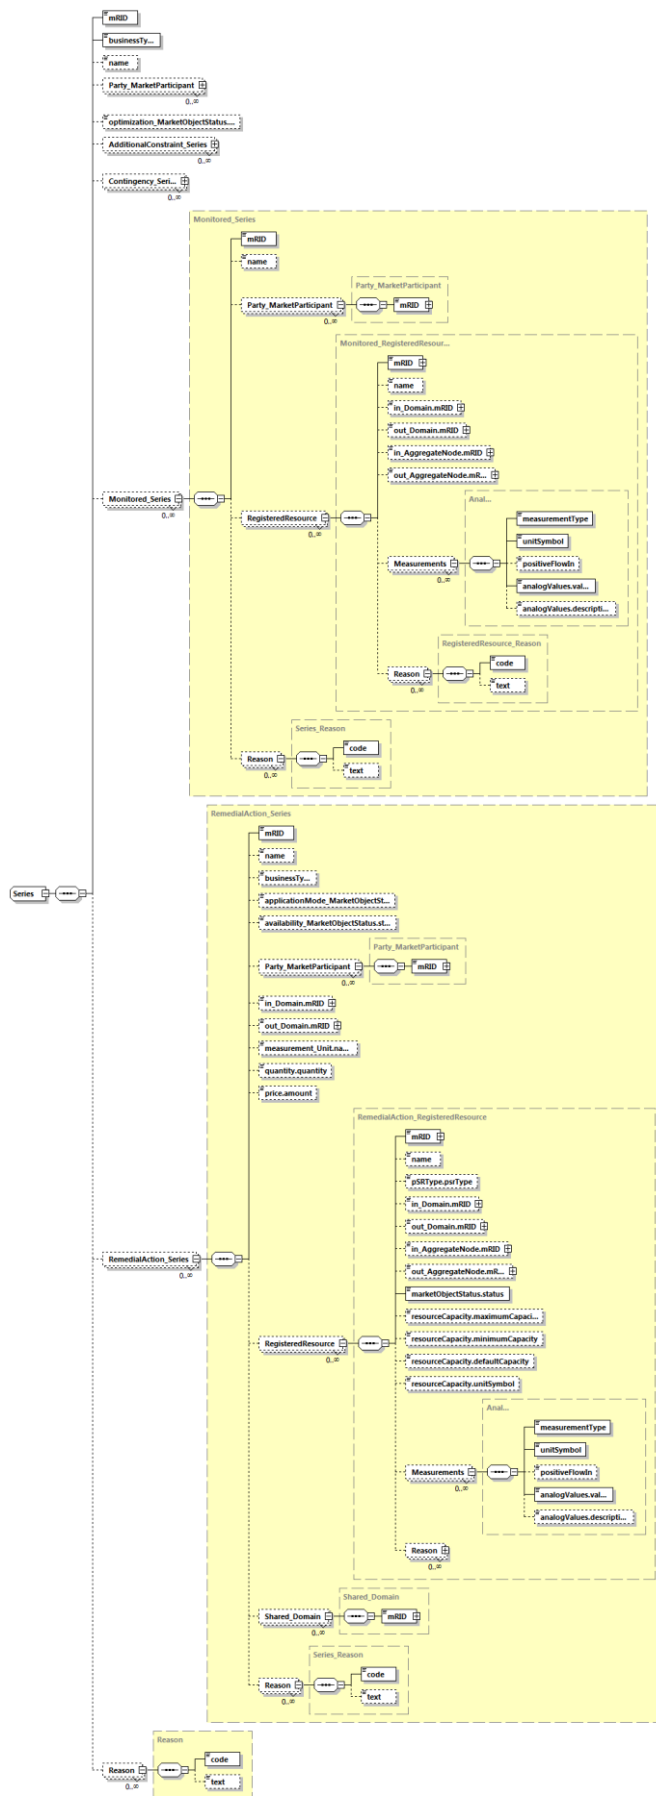 mRID
businessTy...
name
Party_MarketParticipant
0..∞
optimization_MarketObjectStatus....
AdditionalConstraint_Series
0..∞
Contingency_Seri...
0..∞
Monitored_Series
mRID
name
Party_MarketParticipant
Party_MarketParticipant
mRID
0..∞
Monitored_RegisteredResour...
mRID
name
in_Domain.mRID
out_Domain.mRID
in_AggregateNode.mRID
out_AggregateNode.mR...
Monitored_Series
0..∞
RegisteredResource
0..∞
Anal...
measurementType
unitSymbol
Measurements
0..∞
positiveFlowIn
analogValues.val...
analogValues.descripti...
RegisteredResource_Reason
Reason
0..∞
code
text
Series_Reason
Reason
0..∞
code
text
RemedialAction_Series
mRID
name
businessTy...
Series
applicationMode_MarketObjectSt...
availability_MarketObjectStatus.st...
Party_MarketParticipant
Party_MarketParticipant
mRID
0..∞
in_Domain.mRID
out_Domain.mRID
measurement_Unit.na...
quantity.quantity
price.amount
RemedialAction_RegisteredResource
mRID
name
pSRType.psrType
in_Domain.mRID
out_Domain.mRID
in_AggregateNode.mRID
RemedialAction_Series
0..∞
out_AggregateNode.mR...
marketObjectStatus.status
resourceCapacity.maximumCapaci...
RegisteredResource
0..∞
resourceCapacity.minimumCapacity
resourceCapacity.defaultCapacity
resourceCapacity.unitSymbol
Anal...
measurementType
unitSymbol
Measurements
0..∞
positiveFlowIn
analogValues.val...
analogValues.descripti...
Reason
0..∞
Shared_Domain
Shared_Domain
mRID
0..∞
Series_Reason
Reason
0..∞
code
text
Reason
Reason
0..∞
code
text